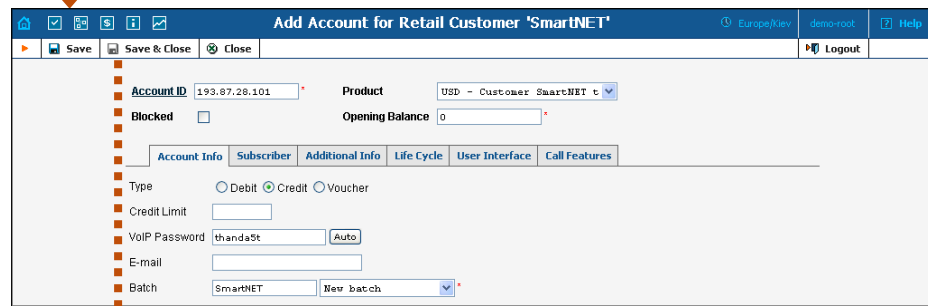 Add Account for Retail Customer 'SmartNET' Europe/Kiev demo-root ? Help
Save Save & Close Close Logout
Account ID 193.87.28.101 * Product USD - Customer SmartNET t
Blocked Opening Balance 0 *
Account Info Subscriber Additional Info Life Cycle User Interface Call Features
Type Debit Credit Voucher
Credit Limit
VoIP Password thanda5t Auto
E-mail
Batch SmartNET New batch *